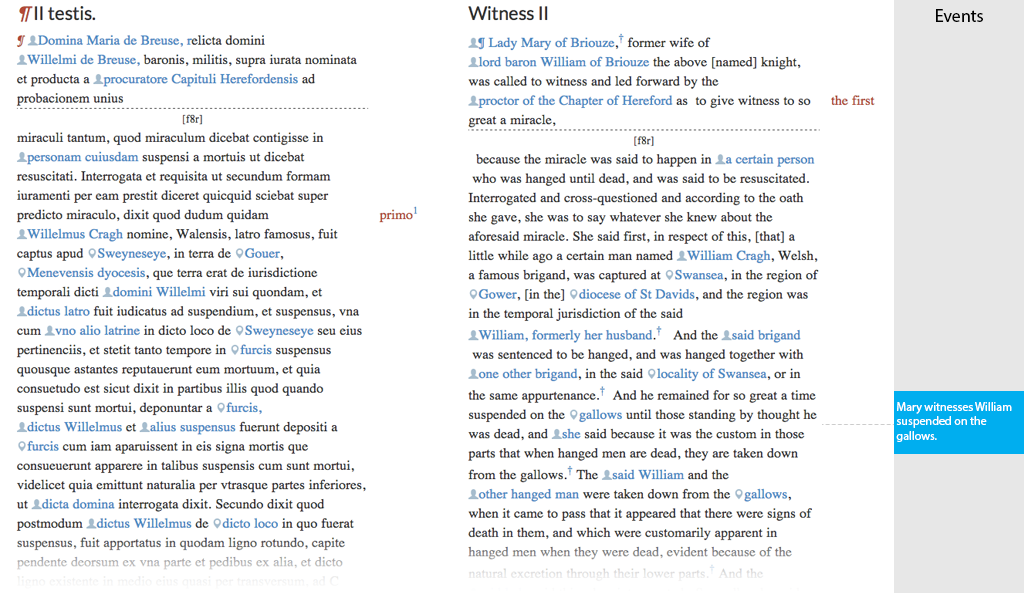 ¶II testis.
¶ Domina Maria de Breuse, relicta domini
Willelmi de Breuse, baronis, militis, supra iurata nominata
et producta a procuratore Capituli Herefordensis ad
probacionem unius
[f8r]
miraculi tantum, quod miraculum dicebat contigisse in
personam cuiusdam suspensi a mortuis ut dicebat
resuscitati. Interrogata et requisita ut secundum formam
iuramenti per eam prestit diceret quicquid sciebat super
predicto miraculo, dixit quod dudum quidam
primo1
Willelmus Cragh nomine, Walensis, latro famosus, fuit
captus apud Sweyneseye, in terra de Gouer,
Menevensis dyocesis, que terra erat de iurisdictione
temporali dicti domini Willelmi viri sui quondam, et
dictus latro fuit iudicatus ad suspendium, et suspensus, vna
cum vno alio latrine in dicto loco de Sweyneseye seu eius
pertinenciis, et stetit tanto tempore in furcis suspensus
quousque astantes reputauerunt eum mortuum, et quia
consuetudo est sicut dixit in partibus illis quod quando
suspensi sunt mortui, deponuntar a furcis,
dictus Willelmus et alius suspensus fuerunt depositi a
furcis cum iam aparuissent in eis signa mortis que
consueuerunt apparere in talibus suspensis cum sunt mortui,
videlicet quia emittunt naturalia per vtrasque partes inferiores,
ut dicta domina interrogata dixit. Secundo dixit quod
postmodum dictus Willelmus de dicto loco in quo fuerat
suspensus, fuit apportatus in quodam ligno rotundo, capite
pendente deorsum ex vna parte et pedibus ex alia, et dicto
ligno existente in medio eius quasi per transversum, ad C
Witness II
¶ Lady Mary of Briouze,† former wife of
lord baron William of Briouze the above [named] knight,
was called to witness and led forward by the
proctor of the Chapter of Hereford as to give witness to so
the first
great a miracle,
[f8r]
because the miracle was said to happen in a certain person
who was hanged until dead, and was said to be resuscitated.
Interrogated and cross-questioned and according to the oath
she gave, she was to say whatever she knew about the
aforesaid miracle. She said first, in respect of this, [that] a
little while ago a certain man named William Cragh, Welsh,
a famous brigand, was captured at Swansea, in the region of
Gower, [in the] diocese of St Davids, and the region was
in the temporal jurisdiction of the said
William, formerly her husband.† And the said brigand
was sentenced to be hanged, and was hanged together with
one other brigand, in the said locality of Swansea, or in
the same appurtenance.† And he remained for so great a time
suspended on the gallows until those standing by thought he
was dead, and she said because it was the custom in those
parts that when hanged men are dead, they are taken down
from the gallows.† The said William and the
other hanged man were taken down from the gallows,
when it came to pass that it appeared that there were signs of
death in them, and which were customarily apparent in
hanged men when they were dead, evident because of the
natural excretion through their lower parts.† And the
Events
Mary witnesses William
suspended on the
gallows.